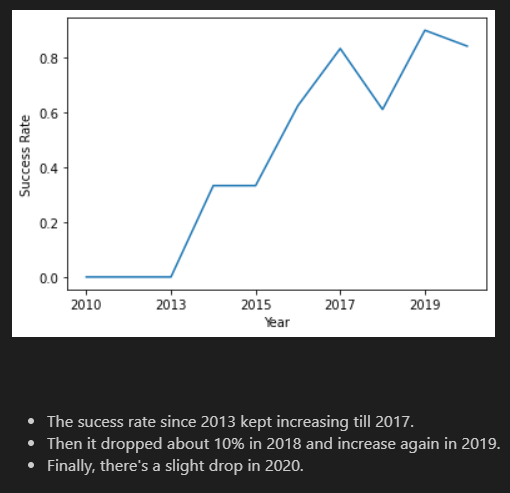 0.8
0.6
0.4
0.2
0.0
Success Rate
2010 2013 2015 2017 2019
Year
• The sucess rate since 2013 kept increasing till 2017.
• Then it dropped about 10% in 2018 and increase again in 2019.
• Finally, there's a slight drop in 2020.